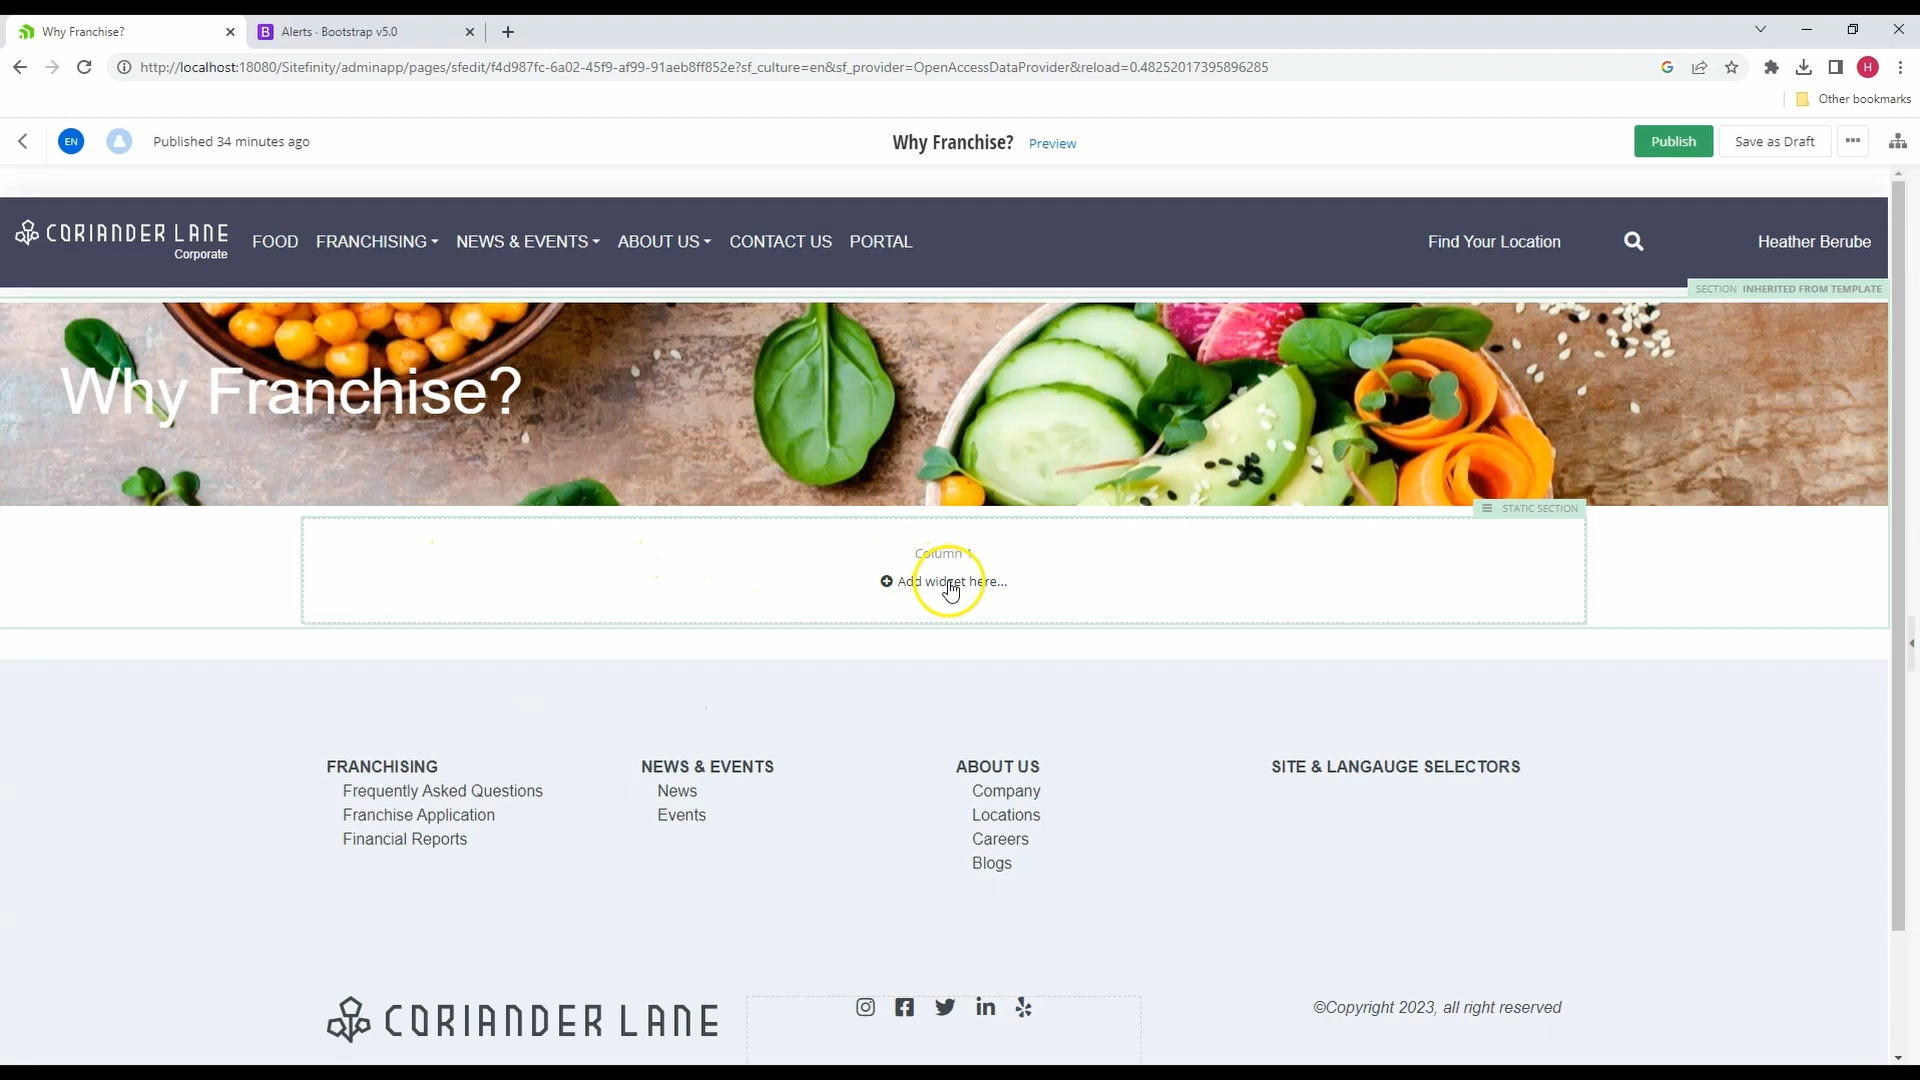 Why Franchise?
B Alerts · Bootstrap v5.0
http://localhost:18080/Sitefinity/adminapp/pages/sfedit/f4d987fc-6a02-45f9-af99-91aeb8ff852e?sf_culture=en&sf_provider=OpenAccessDataProvider&reload=0.48252017395896285
H
Other bookmarks
EN
Published 34 minutes ago
Why Franchise? Preview
Publish
Save as Draft
CORIANDER LANE
Corporate
FOOD FRANCHISING NEWS & EVENTS ABOUT US CONTACT US PORTAL
Find Your Location
Heather Berube
SECTION INHERITED FROM TEMPLATE
Why Franchise?
STATIC SECTION
Column 1
Add widget here...
FRANCHISING
Frequently Asked Questions
Franchise Application
Financial Reports
NEWS & EVENTS
News
Events
ABOUT US
Company
Locations
Careers
Blogs
SITE & LANGAUGE SELECTORS
CORIANDER LANE
©Copyright 2023, all right reserved